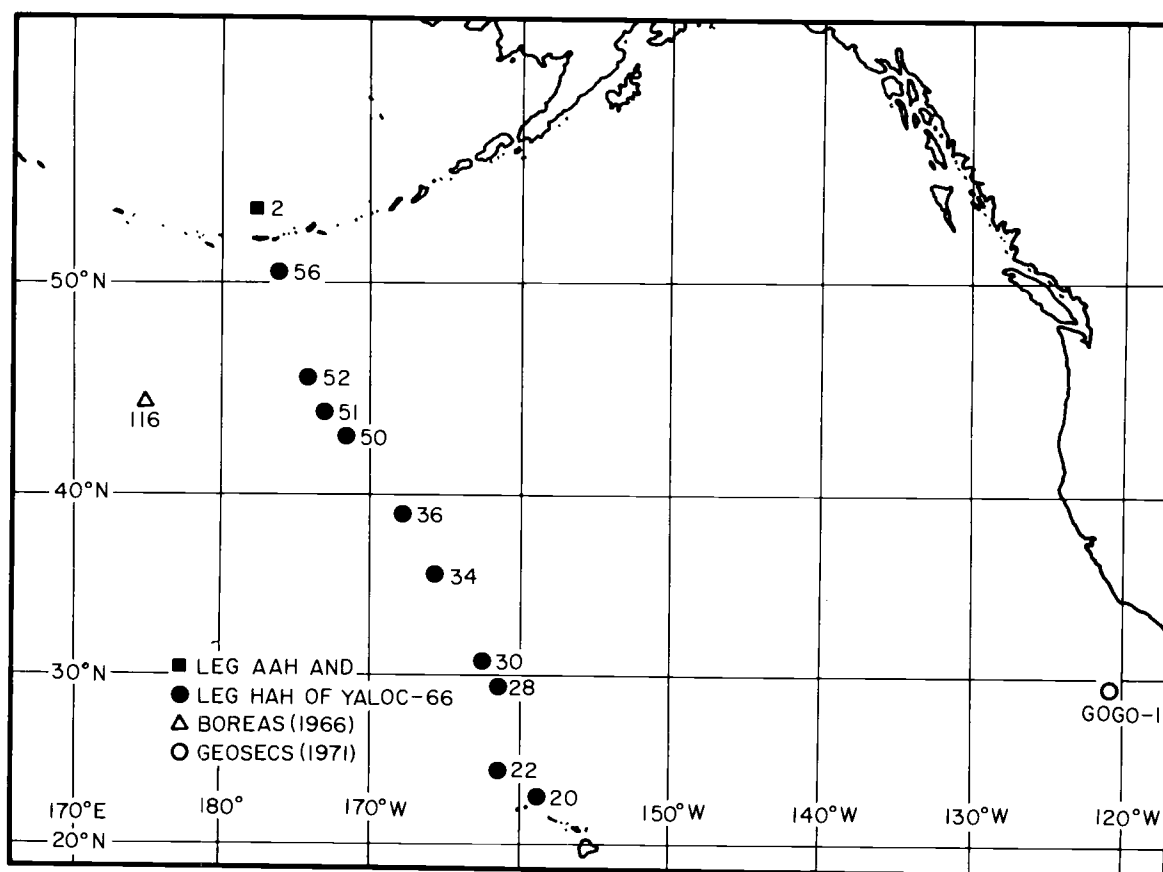 2
56
50°N
52
116
51
50
40°N
36
34
30
30°N
LEG AAH AND
28
LEG HAH OF YALOC-66
BOREAS (1966)
GOGO-1
GEOSECS (1971)
22
20
170°E 180° 170°W 150°W 140°W 130°W 120°W
20°N